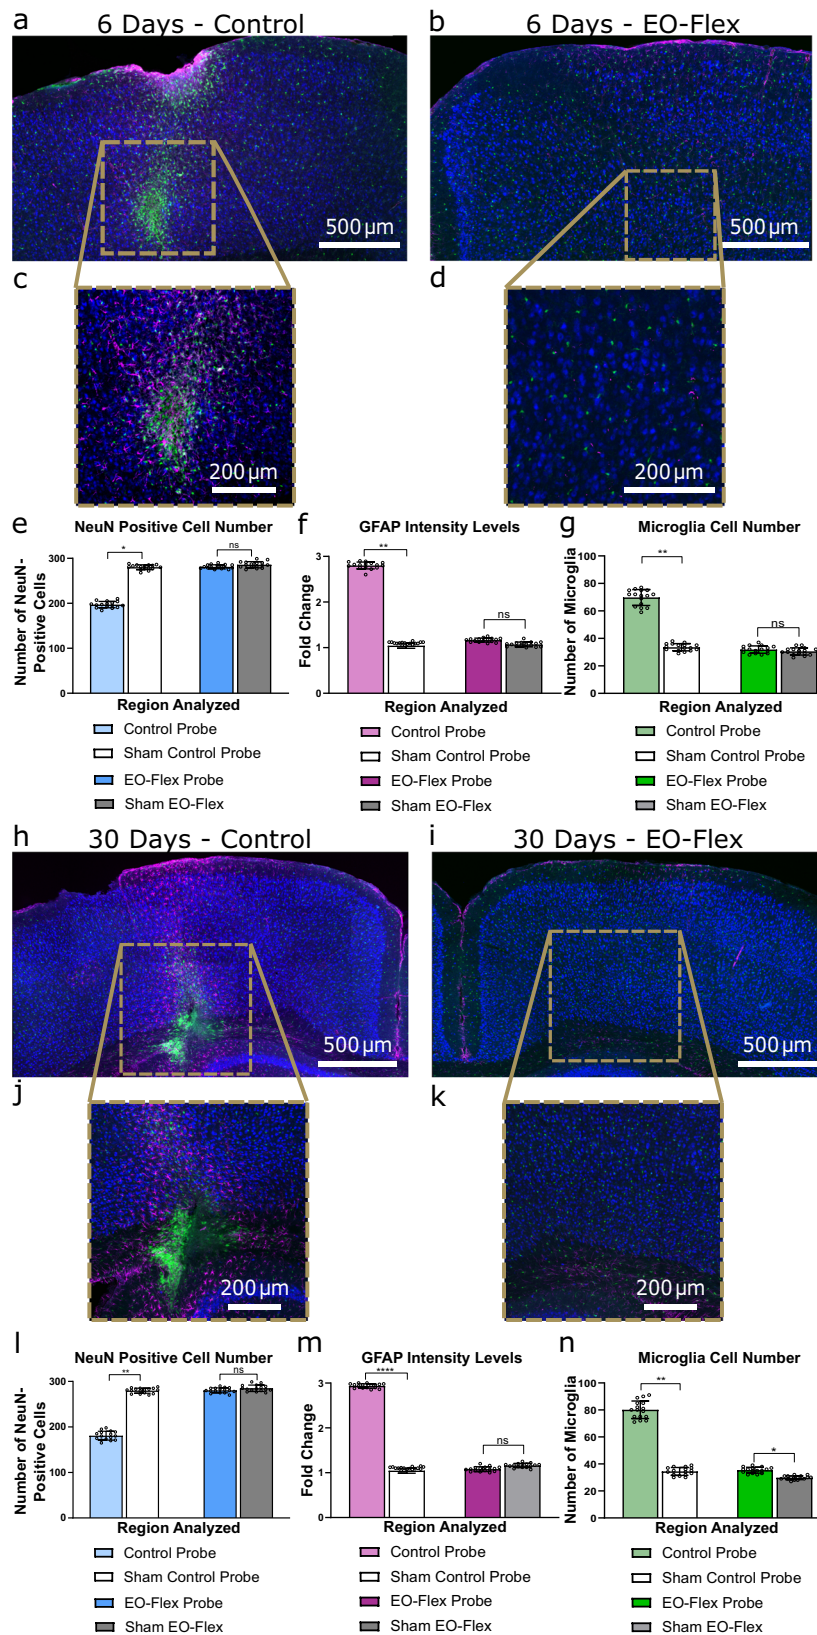 a 6 Days - Control
b 6 Days - EO-Flex
500 µm
500 µm
c
d
200 µm
200 µm
e NeuN Positive Cell Number
Number of NeuN-
Positive Cells
300
200
100
0
*
ns
Region Analyzed
Control Probe
Sham Control Probe
EO-Flex Probe
Sham EO-Flex
f GFAP Intensity Levels
Fold Change
3
2
1
0
**
ns
Region Analyzed
Control Probe
Sham Control Probe
EO-Flex Probe
Sham EO-Flex
g Microglia Cell Number
Number of Microglia
100
80
60
40
20
0
**
ns
Region Analyzed
Control Probe
Sham Control Probe
EO-Flex Probe
Sham EO-Flex
h 30 Days - Control
i 30 Days - EO-Flex
500 µm
500 µm
j
k
200 µm
200 µm
l NeuN Positive Cell Number
Number of NeuN-
Positive Cells
300
200
100
0
**
ns
Region Analyzed
Control Probe
Sham Control Probe
EO-Flex Probe
Sham EO-Flex
m GFAP Intensity Levels
Fold Change
3
2
1
0
****
ns
Region Analyzed
Control Probe
Sham Control Probe
EO-Flex Probe
Sham EO-Flex
n Microglia Cell Number
Number of Microglia
100
80
60
40
20
0
**
*
Region Analyzed
Control Probe
Sham Control Probe
EO-Flex Probe
Sham EO-Flex